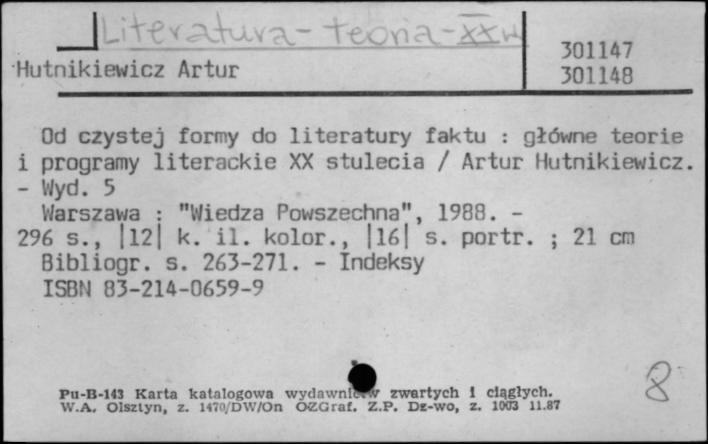 Literatura - teoria - XX w
301147
Hutnikiewicz Artur
301148
Od czystej formy do literatury faktu : główne teorie
i programy literackie XX stulecia / Artur Hutnikiewicz.
- Wyd. 5
Warszawa : "Wiedza Powszechna", 1988. -
296 s., |12| k. il. kolor., |16| s. portr. ; 21 cm
Bibliogr. s. 263-271. - Indeksy
ISBN 83-214-0659-9
8
Pu-B-143 Karta katalogowa wydawnictw zwartych i ciągłych.
W.A. Olsztyn, z. 1470/DW/On OZGraf. Z.P. Dz-wo, z. 1003 11.87